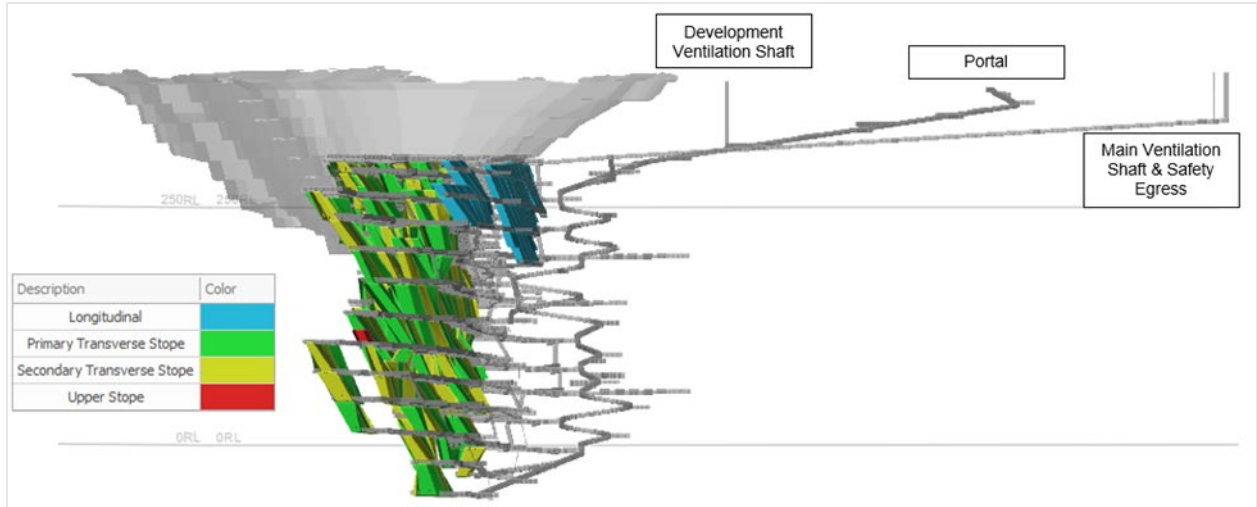 Development
Ventilation Shaft
Portal
Main Ventilation
Shaft & Safety
Egress
250RL 250RL
Description Color
Longitudinal
Primary Transverse Stope
Secondary Transverse Stope
Upper Stope
0RL 0RL